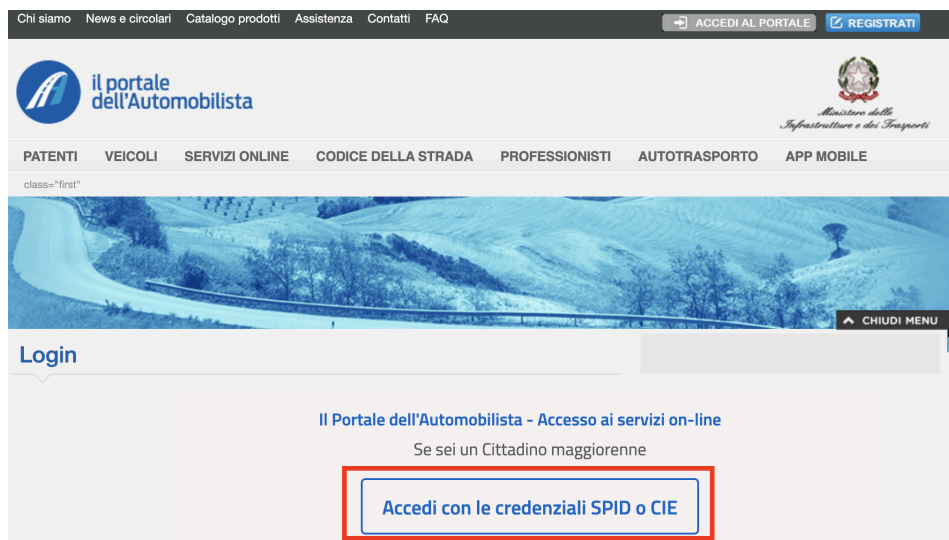 Chi siamo News e circolari Catalogo prodotti Assistenza Contatti FAQ ACCEDI AL PORTALE REGISTRATI
il portale
dell'Automobilista
Ministero delle
Infrastrutture e dei Trasporti
PATENTI VEICOLI SERVIZI ONLINE CODICE DELLA STRADA PROFESSIONISTI AUTOTRASPORTO APP MOBILE
class="first"
CHIUDI MENU
Login
Il Portale dell'Automobilista - Accesso ai servizi on-line
Se sei un Cittadino maggiorenne
Accedi con le credenziali SPID o CIE